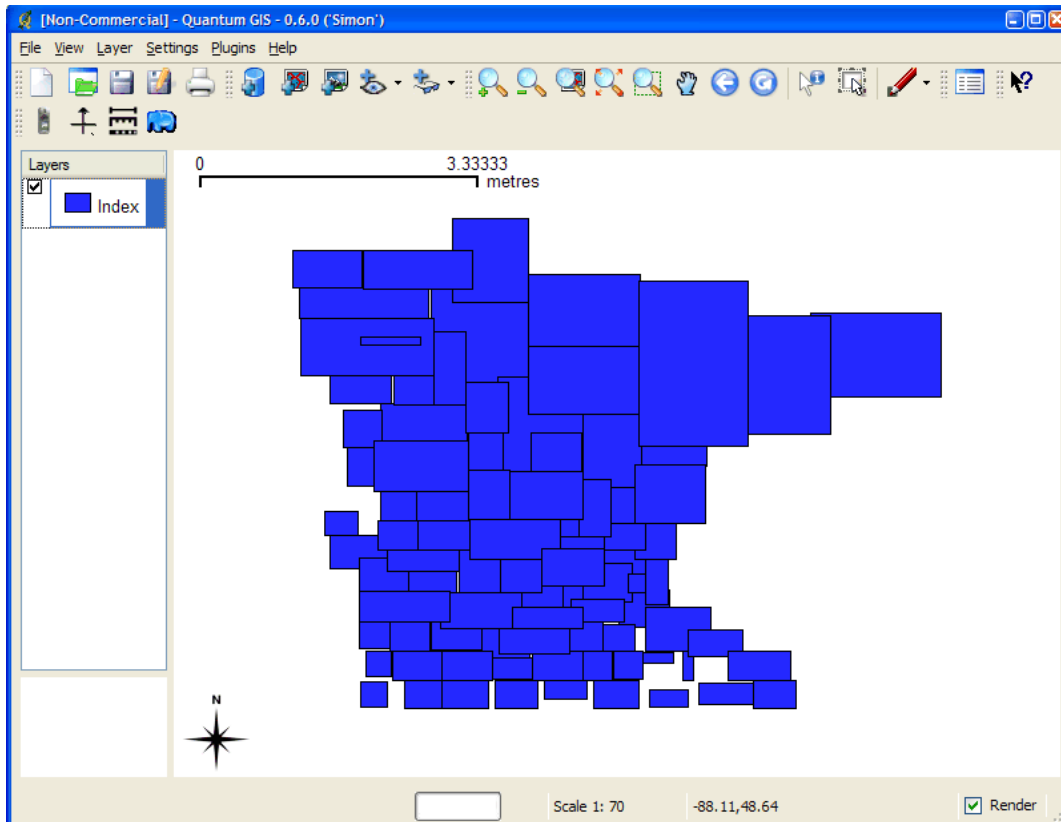 [Non-Commercial] - Quantum GIS - 0.6.0 ('Simon')
File View Layer Settings Plugins Help
Layers
Index
0 3.33333
metres
N
Scale 1: 70 -88.11,48.64 Render